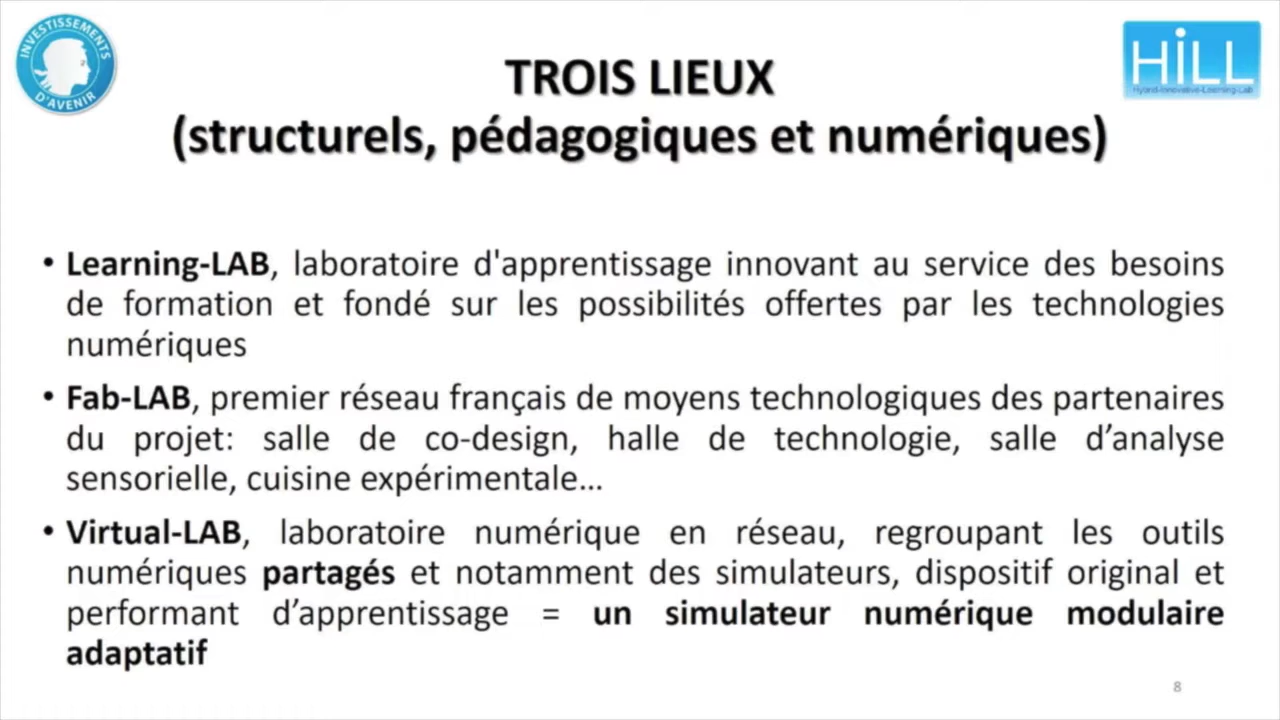 INVESTISSEMENTS
D'AVENIR
HiLL
Hybrid-Innovative-Learning-Lab
TROIS LIEUX
(structurels, pédagogiques et numériques)
• Learning-LAB, laboratoire d'apprentissage innovant au service des besoins
de formation et fondé sur les possibilités offertes par les technologies
numériques
• Fab-LAB, premier réseau français de moyens technologiques des partenaires
du projet: salle de co-design, halle de technologie, salle d’analyse
sensorielle, cuisine expérimentale...
• Virtual-LAB, laboratoire numérique en réseau, regroupant les outils
numériques partagés et notamment des simulateurs, dispositif original et
performant d’apprentissage = un simulateur numérique modulaire
adaptatif
8